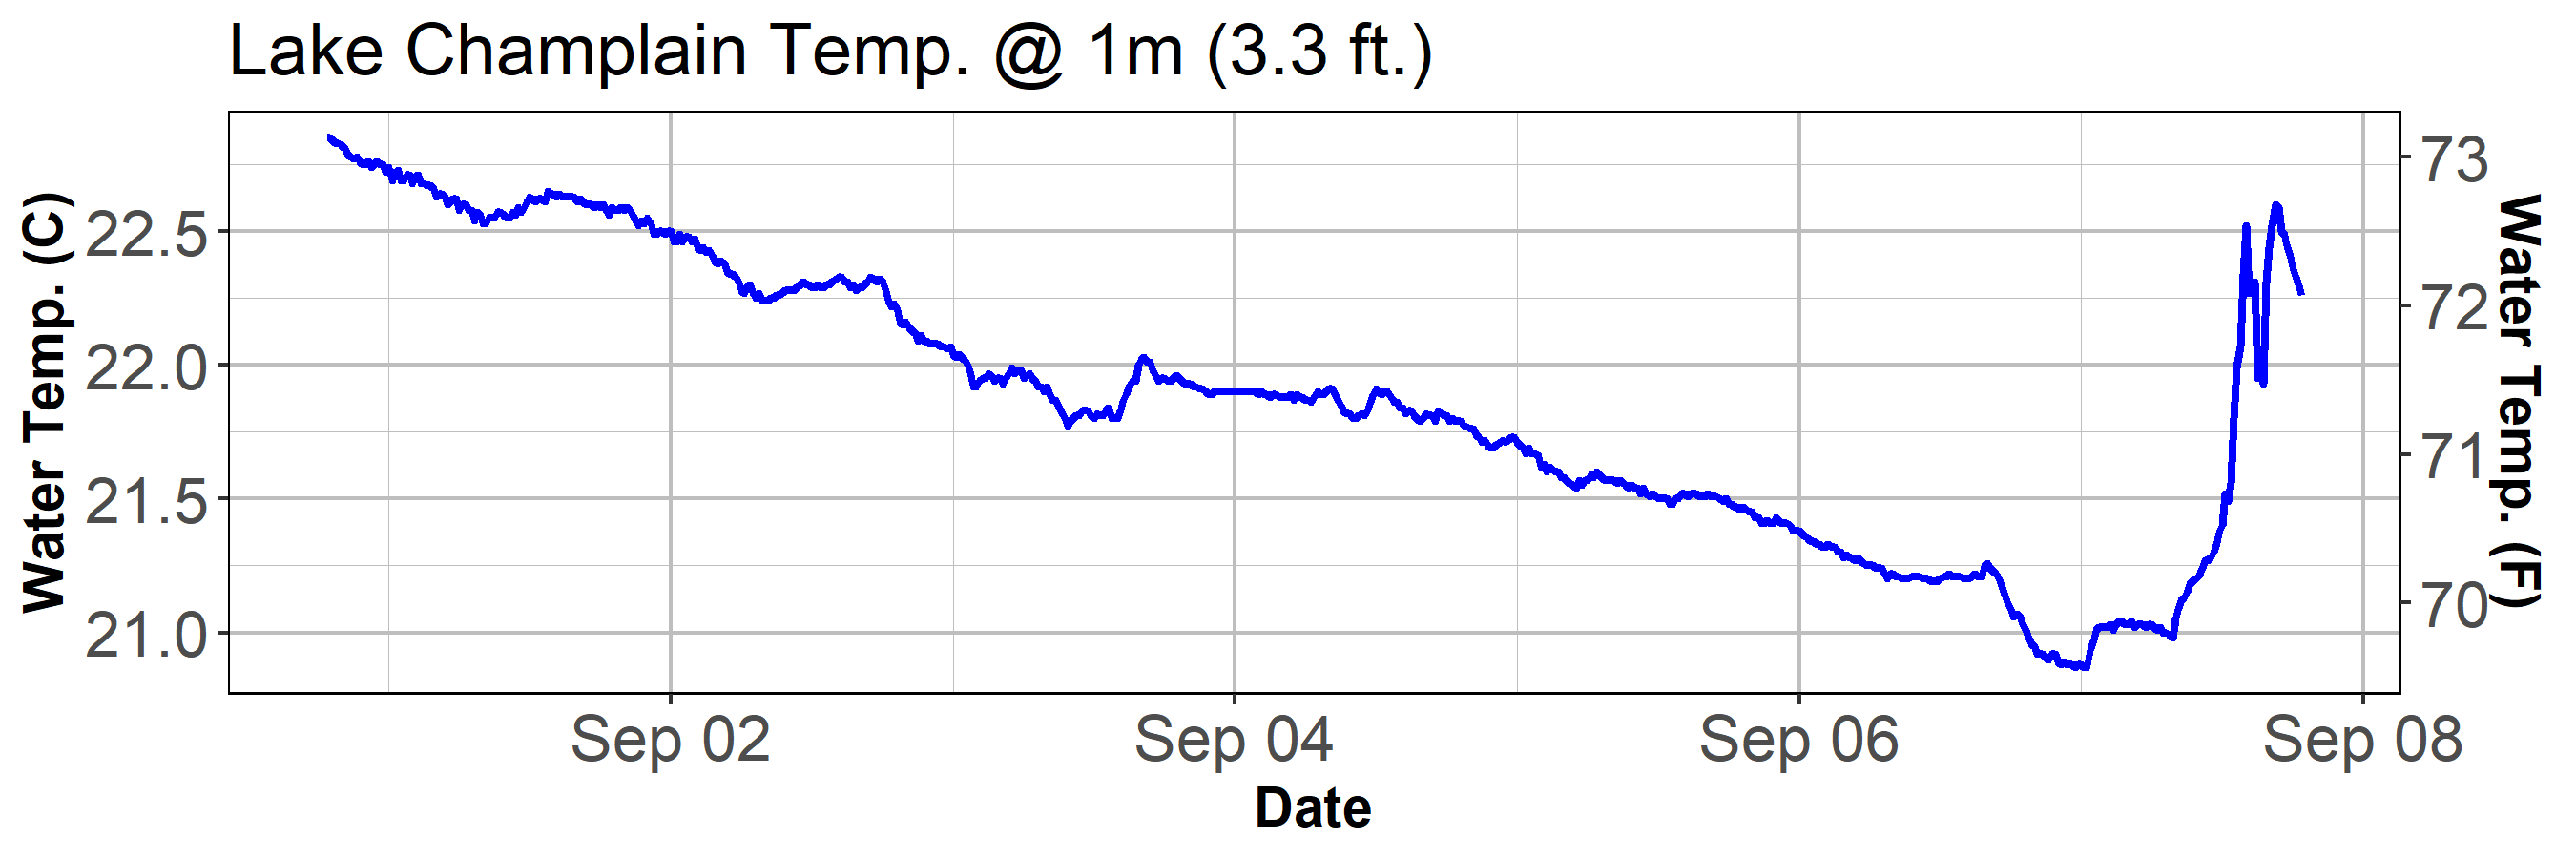 Lake Champlain Temp. @ 1m (3.3 ft.)
Water Temp. (C)
22.5
22.0
21.5
21.0
73
72
71
70
Water Temp. (F)
Sep 02
Sep 04
Sep 06
Sep 08
Date